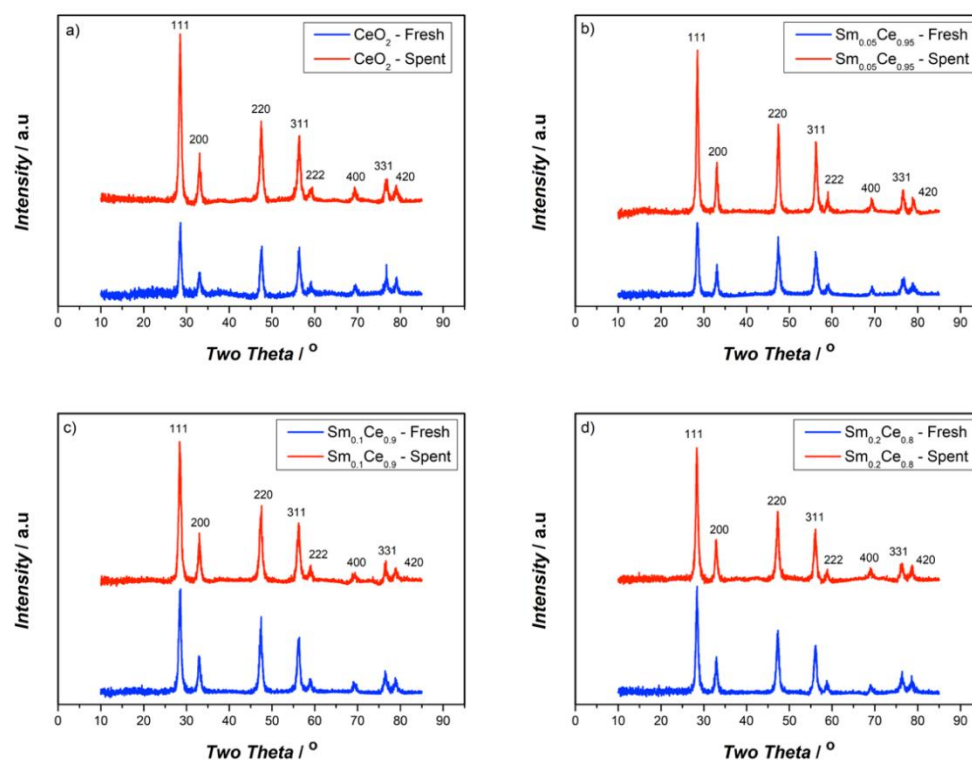 a)
CeO₂ - Fresh
CeO₂ - Spent
111
200
220
311
222
400
331
420
Intensity / a.u
0 10 20 30 40 50 60 70 80 90
Two Theta / °
b)
Sm₀.₀₅Ce₀.₉₅ - Fresh
Sm₀.₀₅Ce₀.₉₅ - Spent
111
200
220
311
222
400
331
420
Intensity / a.u
0 10 20 30 40 50 60 70 80 90
Two Theta / °
c)
Sm₀.₁Ce₀.₉ - Fresh
Sm₀.₁Ce₀.₉ - Spent
111
200
220
311
222
400
331
420
Intensity / a.u
0 10 20 30 40 50 60 70 80 90
Two Theta / °
d)
Sm₀.₂Ce₀.₈ - Fresh
Sm₀.₂Ce₀.₈ - Spent
111
200
220
311
222
400
331
420
Intensity / a.u
0 10 20 30 40 50 60 70 80 90
Two Theta / °